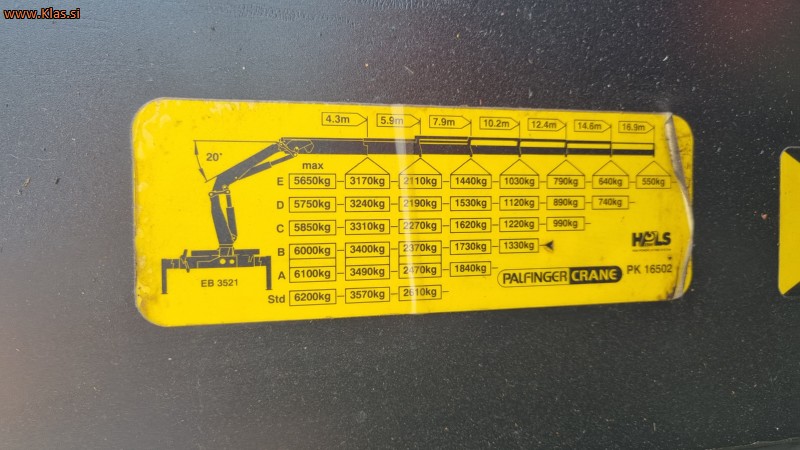 www.Klas.si
4.3m 5.9m 7.9m 10.2m 12.4m 14.6m 16.9m
20°
max
E 5650kg 3170kg 2110kg 1440kg 1030kg 790kg 640kg 550kg
D 5750kg 3240kg 2190kg 1530kg 1120kg 890kg 740kg
C 5850kg 3310kg 2270kg 1620kg 1220kg 990kg
B 6000kg 3400kg 2370kg 1730kg 1330kg
A 6100kg 3490kg 2470kg 1840kg
Std 6200kg 3570kg 2610kg
EB 3521
HPLS
PALFINGER CRANE PK 16502